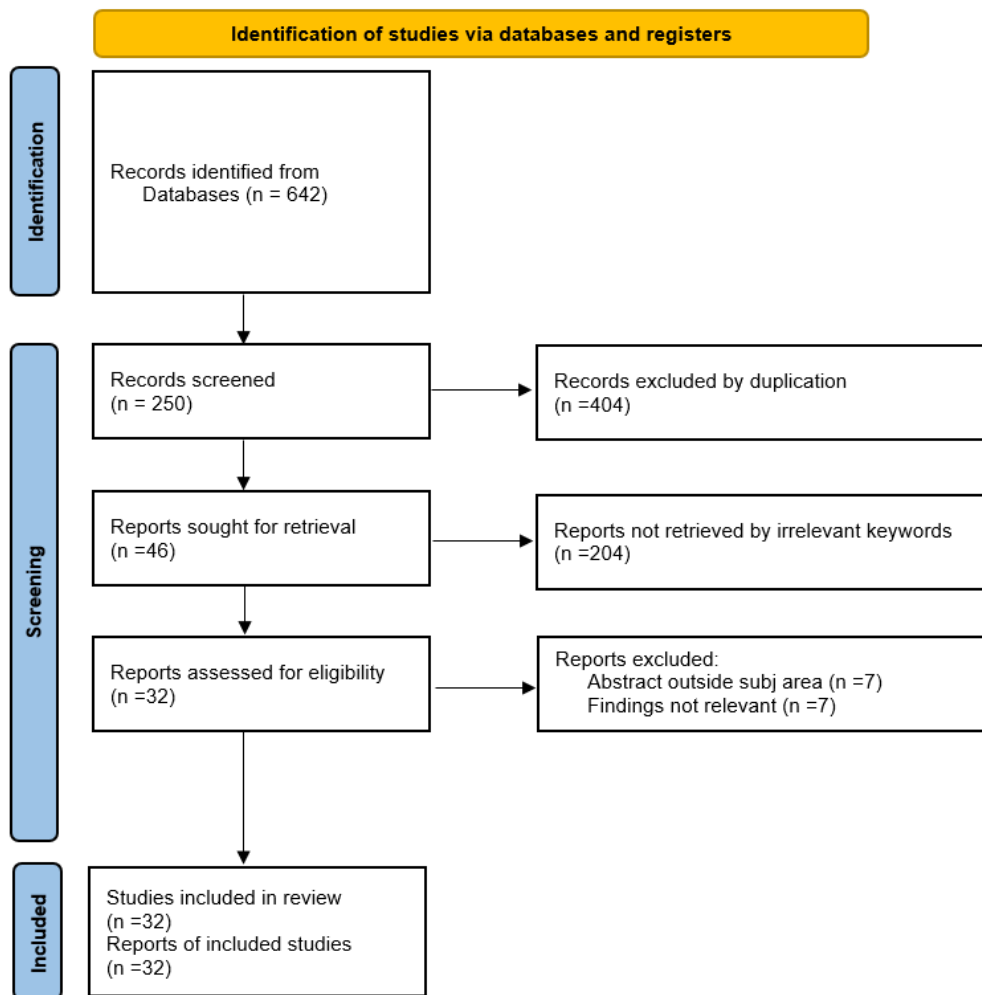 Identification of studies via databases and registers
Identification
Records identified from
Databases (n = 642)
Screening
Records screened
(n = 250)
Records excluded by duplication
(n =404)
Reports sought for retrieval
(n =46)
Reports not retrieved by irrelevant keywords
(n =204)
Reports assessed for eligibility
(n =32)
Reports excluded:
Abstract outside subj area (n =7)
Findings not relevant (n =7)
Included
Studies included in review
(n =32)
Reports of included studies
(n =32)